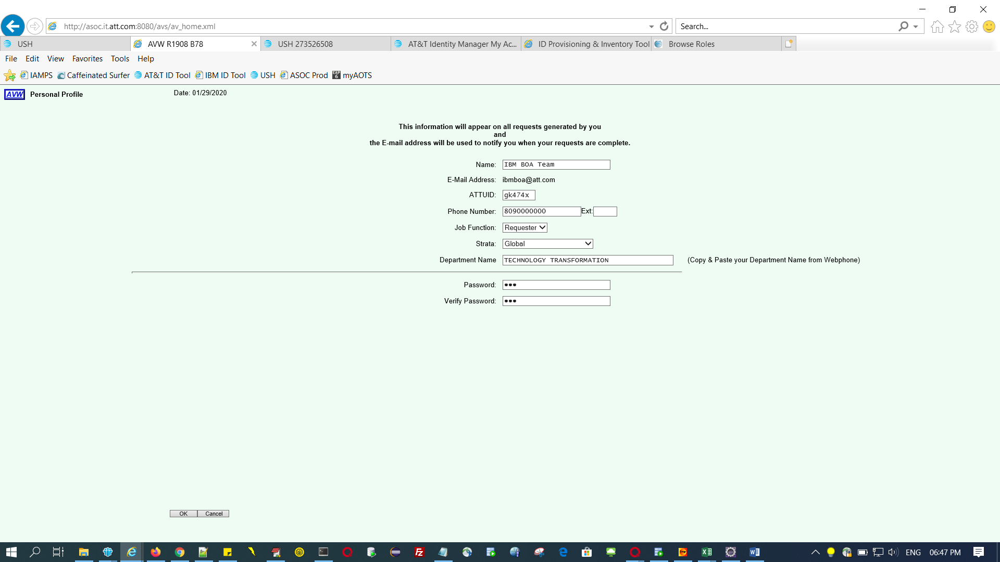 http://asoc.it.att.com:8080/avs/av_home.xml
Search...
USH
AVW R1908 B78
USH 273526508
AT&T Identity Manager My Ac...
ID Provisioning & Inventory Tool
Browse Roles
File Edit View Favorites Tools Help
IAMPS Caffeinated Surfer AT&T ID Tool IBM ID Tool USH ASOC Prod myAOTS
AVW Personal Profile Date: 01/29/2020
This information will appear on all requests generated by you
and
the E-mail address will be used to notify you when your requests are complete.
Name: IBM BOA Team
E-Mail Address: ibmboa@att.com
ATTUID: gk474x
Phone Number: 8090000000 Ext:
Job Function: Requester
Strata: Global
Department Name TECHNOLOGY TRANSFORMATION (Copy & Paste your Department Name from Webphone)
Password: •••
Verify Password: •••
OK Cancel
ENG 06:47 PM